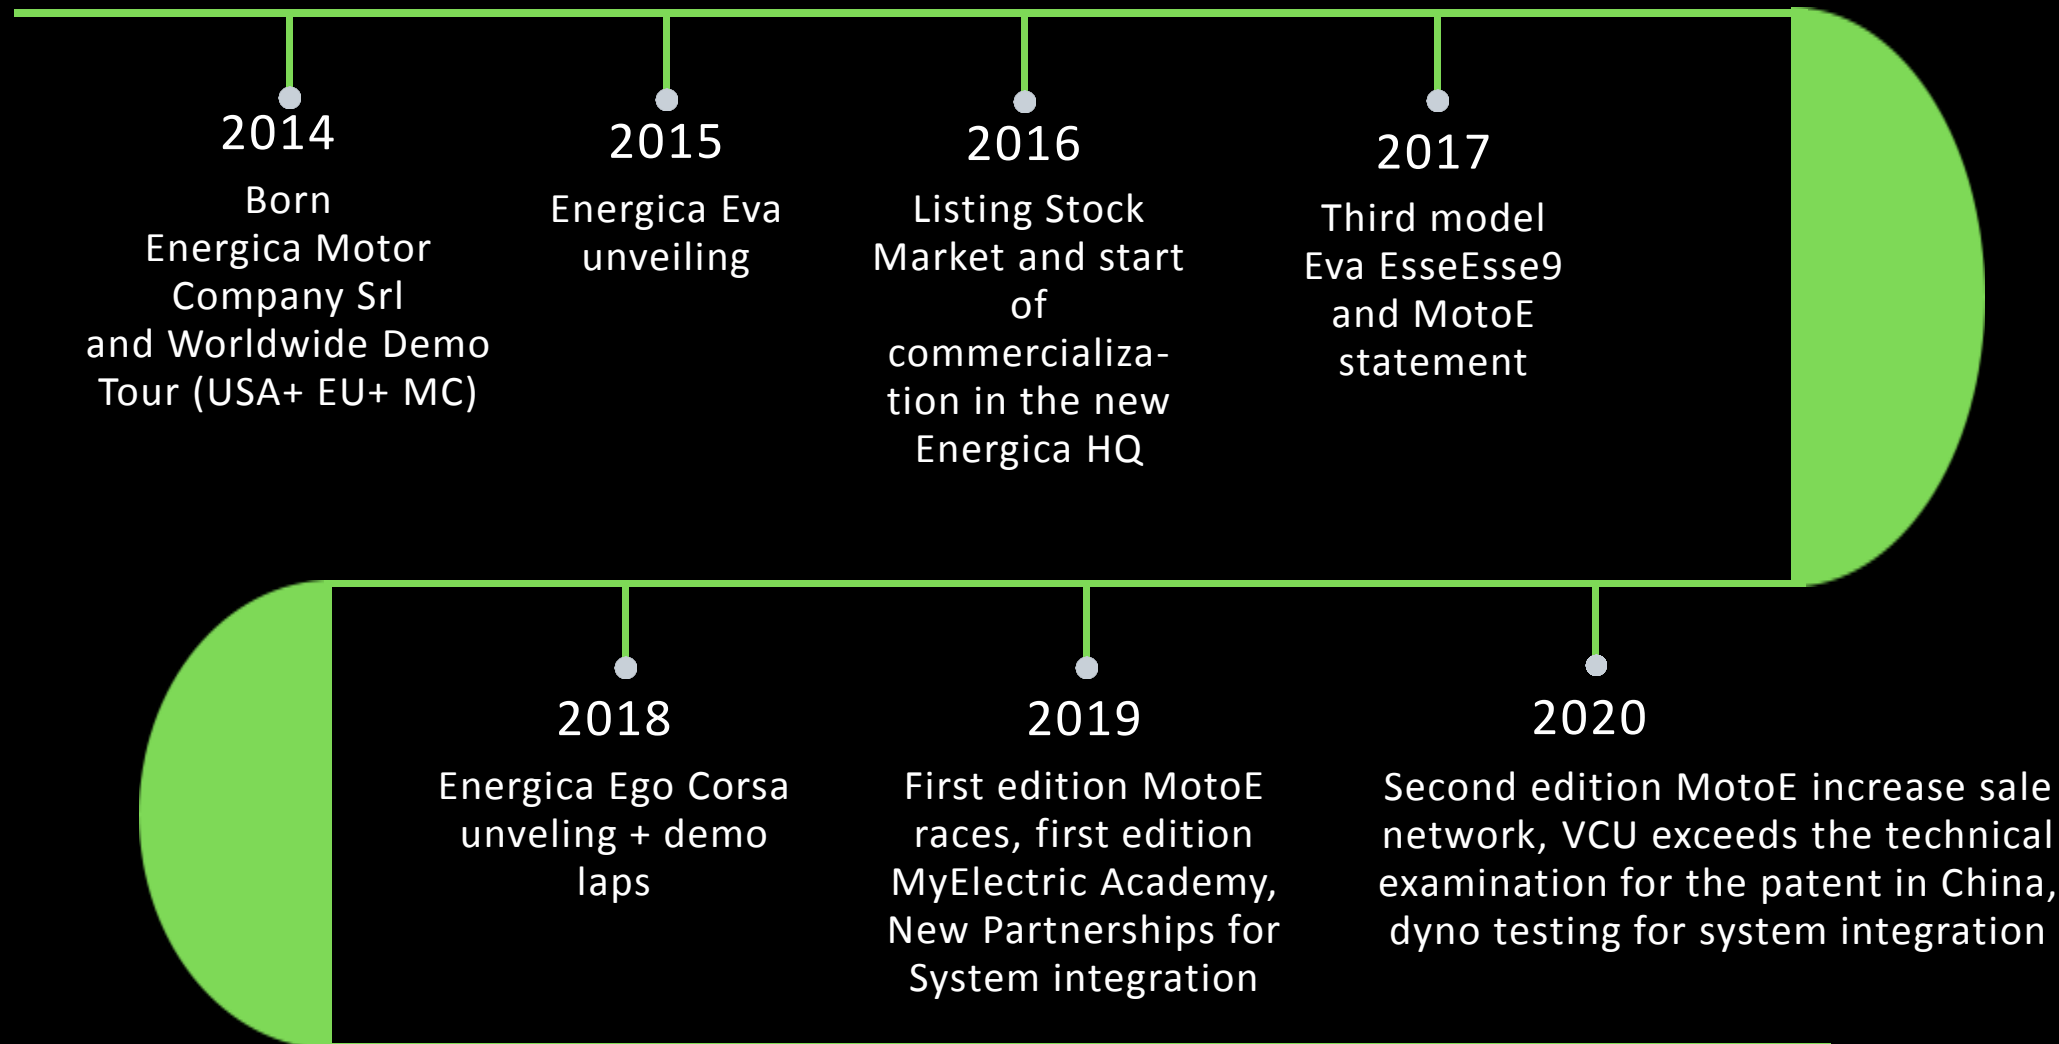 2014
Born
Energica Motor
Company Srl
and Worldwide Demo
Tour (USA+ EU+ MC)
2015
Energica Eva
unveiling
2016
Listing Stock
Market and start
of
commercializa-
tion in the new
Energica HQ
2017
Third model
Eva EsseEsse9
and MotoE
statement
2018
Energica Ego Corsa
unveling + demo
laps
2019
First edition MotoE
races, first edition
MyElectric Academy,
New Partnerships for
System integration
2020
Second edition MotoE increase sale
network, VCU exceeds the technical
examination for the patent in China,
dyno testing for system integration